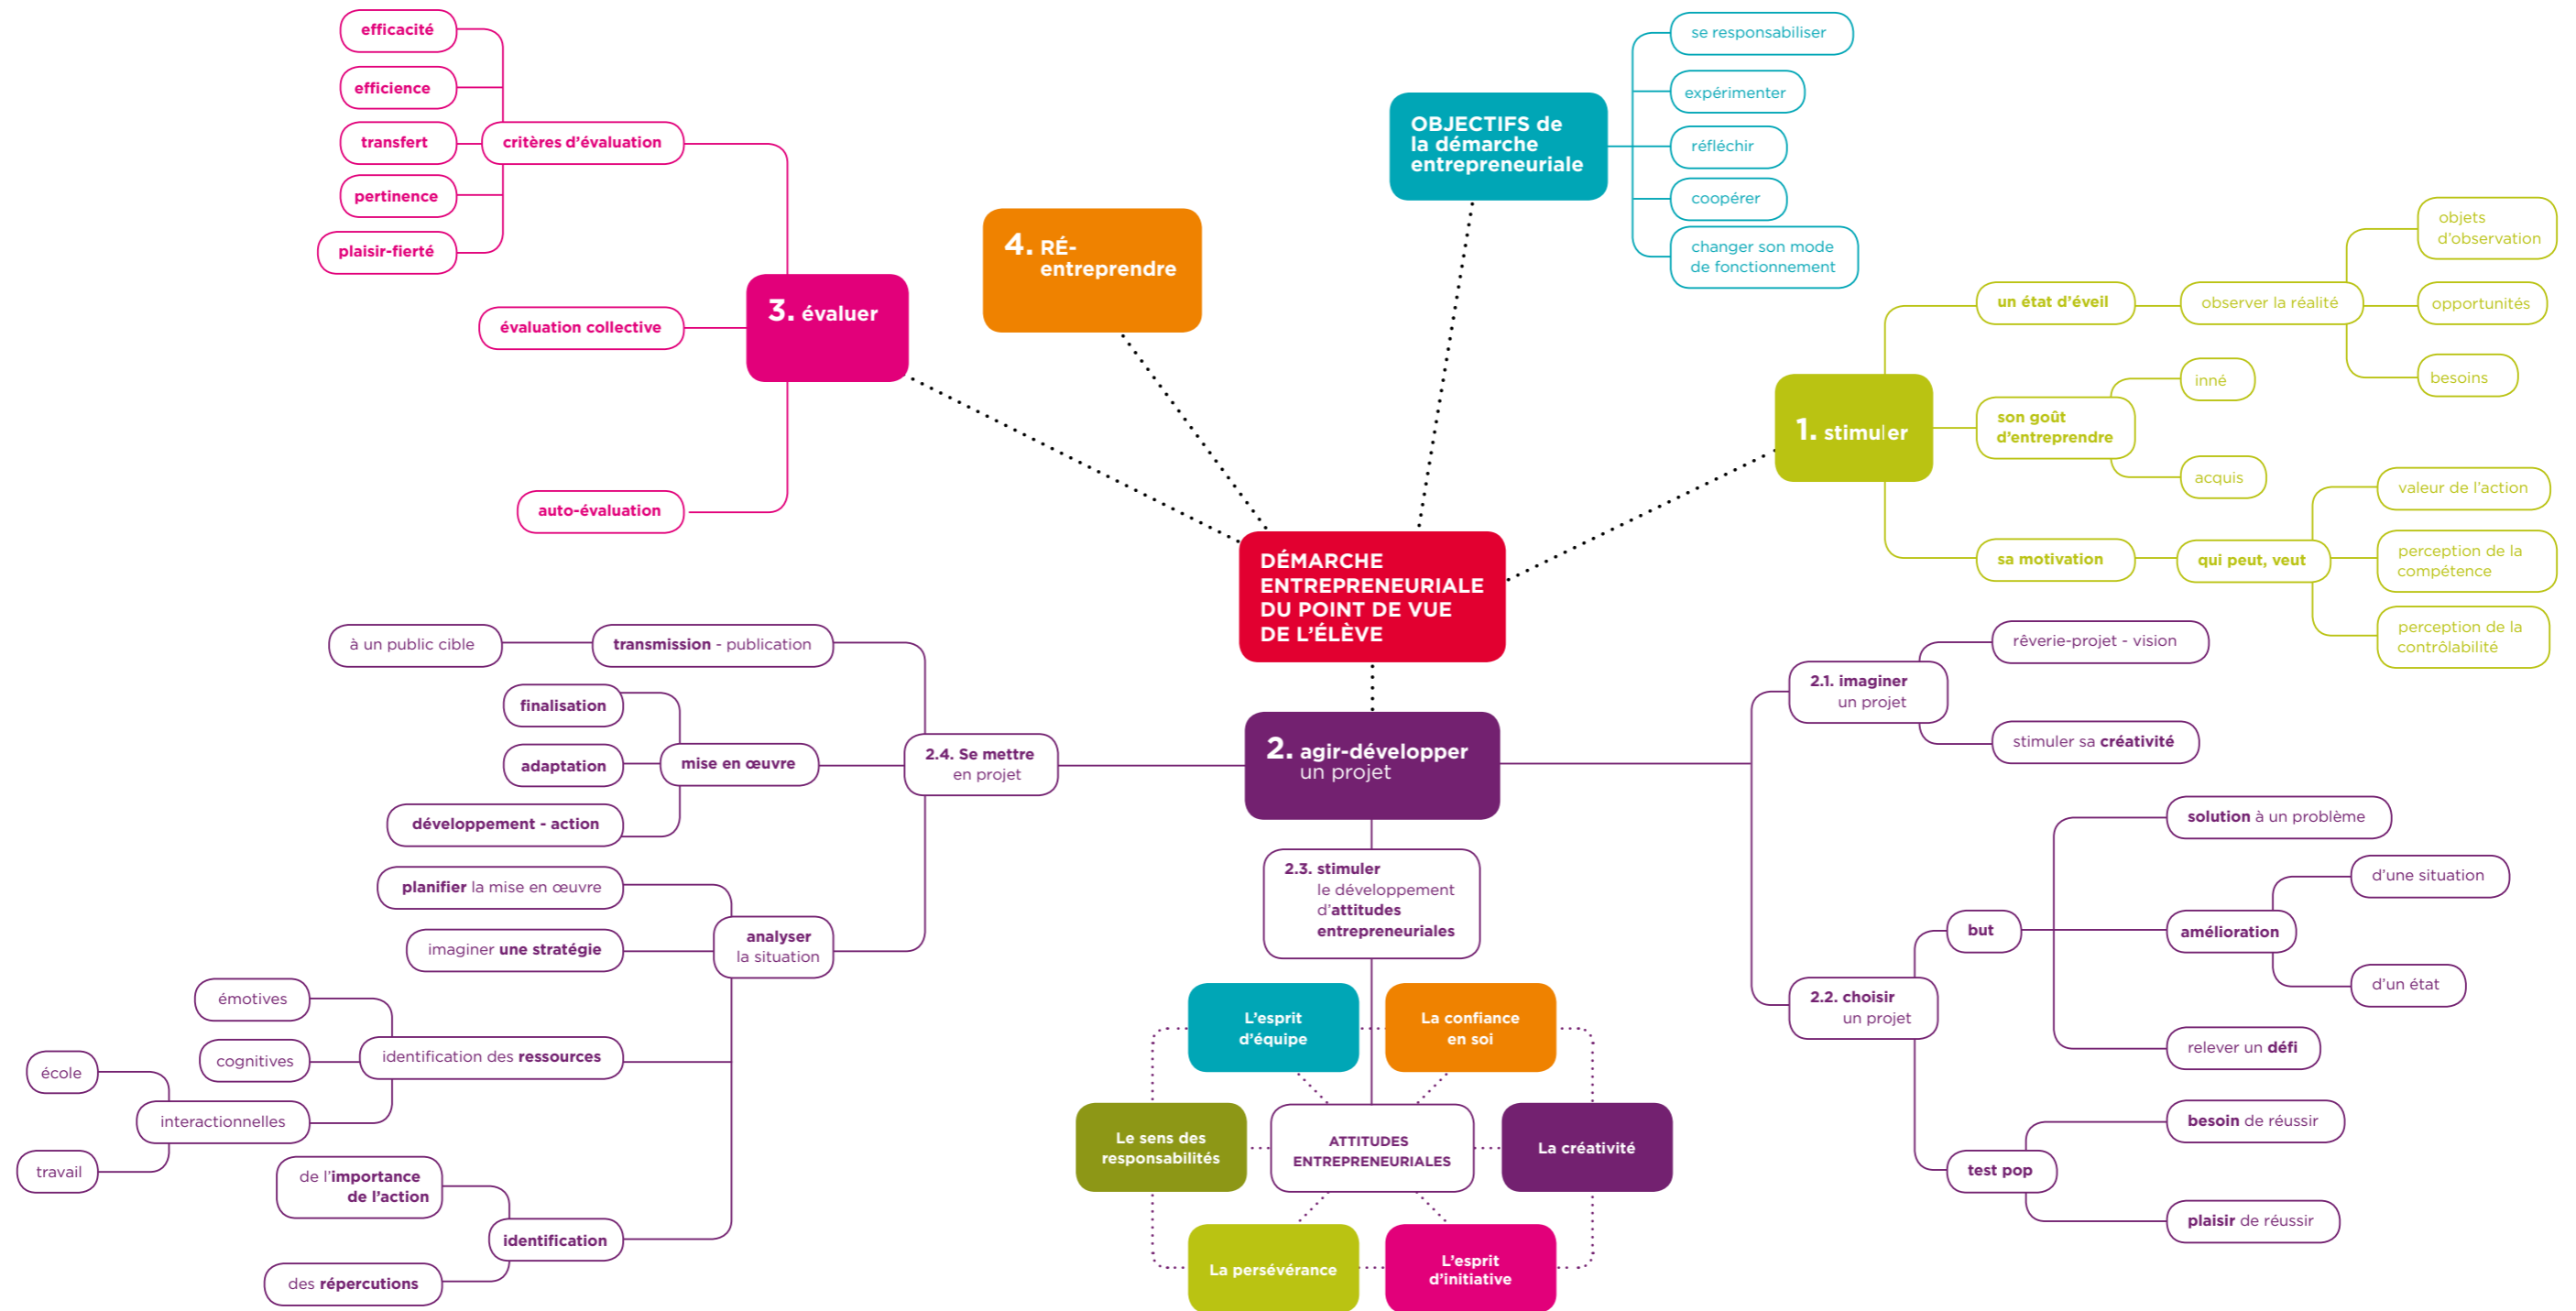 DÉMARCHE
ENTREPRENEURIALE
DU POINT DE VUE
DE L'ÉLÈVE
OBJECTIFS de
la démarche
entrepreneuriale
se responsabiliser
expérimenter
réfléchir
coopérer
changer son mode
de fonctionnement
1. stimuler
un état d'éveil
observer la réalité
objets
d'observation
opportunités
besoins
son goût
d'entreprendre
inné
acquis
sa motivation
qui peut, veut
valeur de l'action
perception de la
compétence
perception de la
contrôlabilité
2. agir-développer
un projet
2.1. imaginer
un projet
rêverie-projet - vision
stimuler sa créativité
2.2. choisir
un projet
but
solution à un problème
amélioration
d'une situation
d'un état
relever un défi
test pop
besoin de réussir
plaisir de réussir
2.3. stimuler
le développement
d'attitudes
entrepreneuriales
ATTITUDES
ENTREPRENEURIALES
L'esprit
d'équipe
La confiance
en soi
La créativité
L'esprit
d'initiative
La persévérance
Le sens des
responsabilités
2.4. Se mettre
en projet
transmission - publication
à un public cible
mise en œuvre
finalisation
adaptation
développement - action
analyser
la situation
planifier la mise en œuvre
imaginer une stratégie
identification des ressources
émotives
cognitives
interactionnelles
école
travail
identification
de l'importance
de l'action
des répercutions
3. évaluer
critères d'évaluation
efficacité
efficience
transfert
pertinence
plaisir-fierté
évaluation collective
auto-évaluation
4. RÉ-
entreprendre